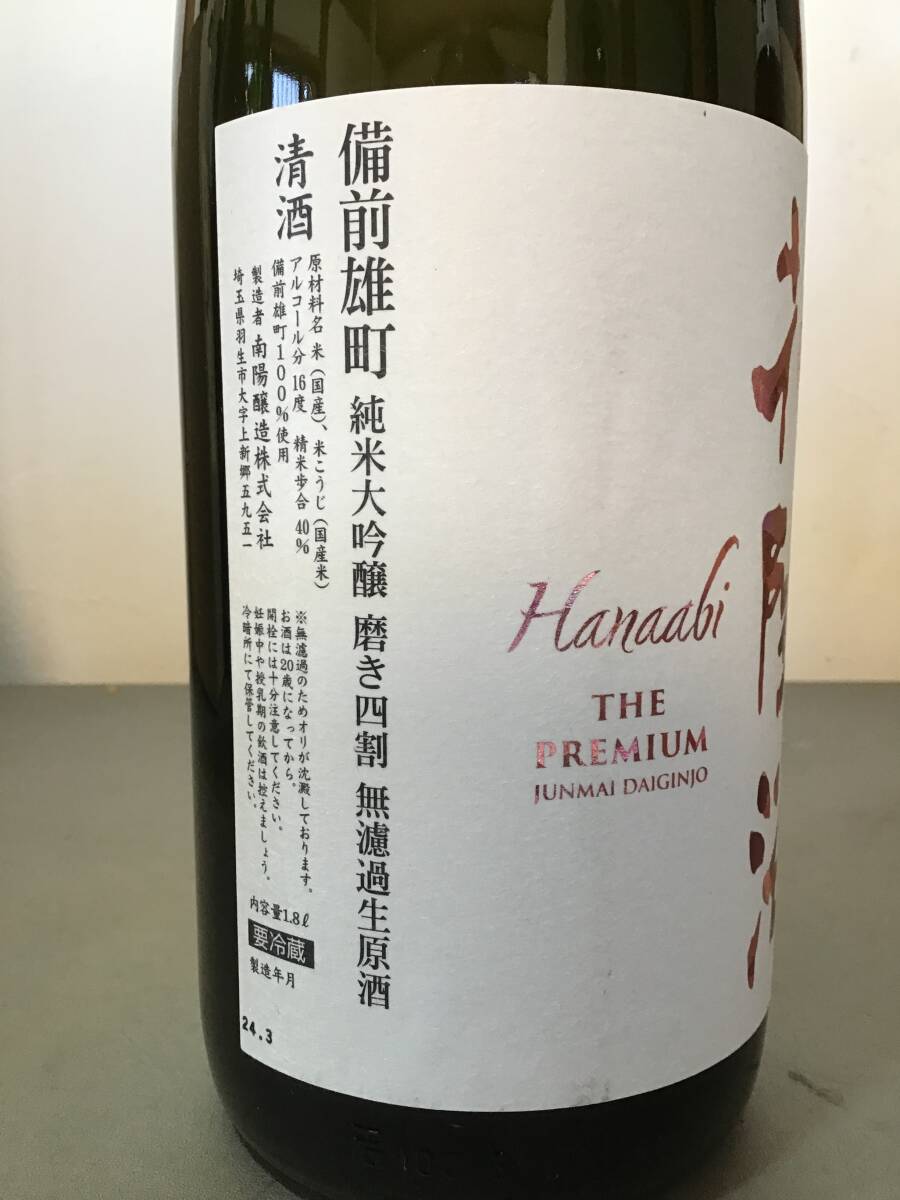 花陽浴
Hanaabi
THE
PREMIUM
JUNMAI DAIGINJO
備前雄町 純米大吟醸 磨き四割 無濾過生原酒
清酒
原材料名 米(国産)、米こうじ(国産米)
アルコール分 16度 精米歩合 40%
備前雄町100%使用
製造者 南陽醸造株式会社
埼玉県羽生市大字上新郷五九五一
※無濾過のためオリが沈澱しております。
お酒は20歳になってから。
開栓には十分注意してください。
妊娠中や授乳期の飲酒は控えましょう。
冷暗所にて保管してください。
内容量1.8ℓ
要冷蔵
製造年月
24.3